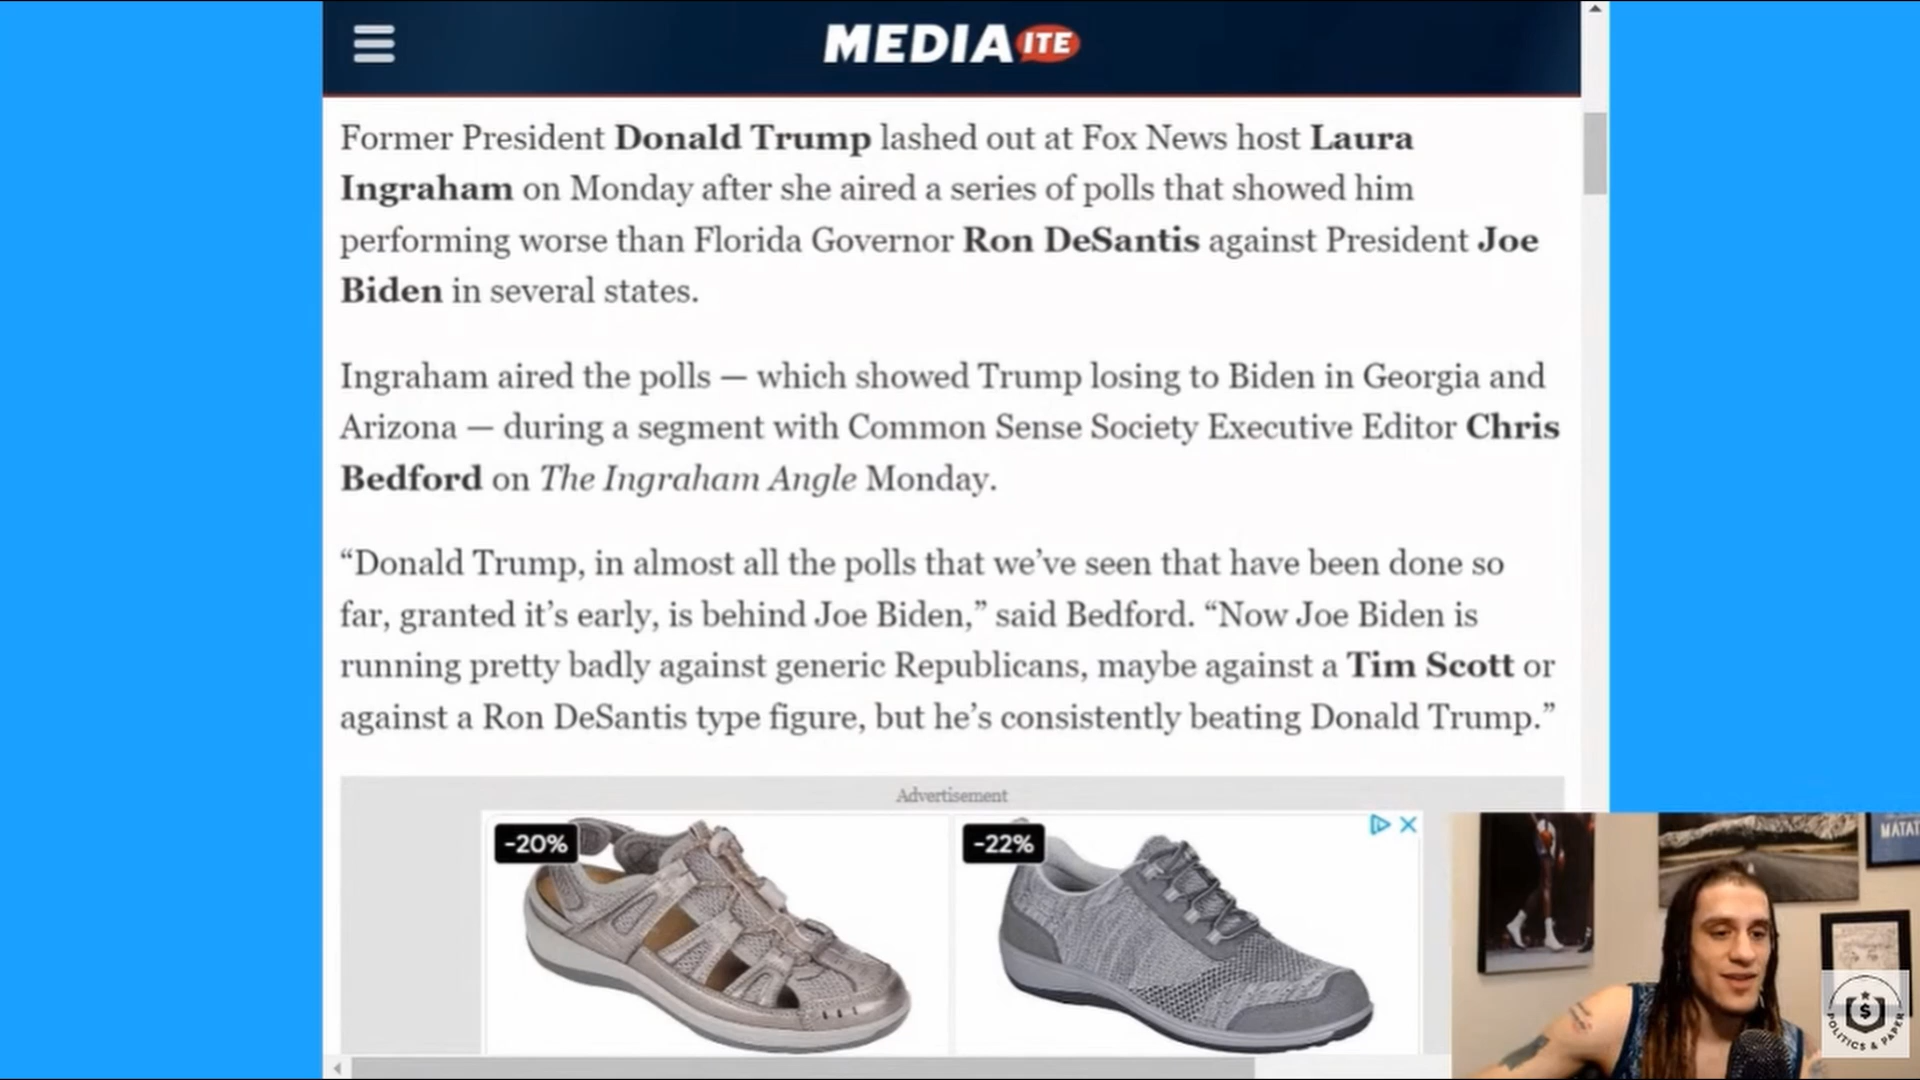 MEDIAITE
Former President Donald Trump lashed out at Fox News host Laura
Ingraham on Monday after she aired a series of polls that showed him
performing worse than Florida Governor Ron DeSantis against President Joe
Biden in several states.
Ingraham aired the polls — which showed Trump losing to Biden in Georgia and
Arizona — during a segment with Common Sense Society Executive Editor Chris
Bedford on The Ingraham Angle Monday.
“Donald Trump, in almost all the polls that we’ve seen that have been done so
far, granted it’s early, is behind Joe Biden,” said Bedford. “Now Joe Biden is
running pretty badly against generic Republicans, maybe against a Tim Scott or
against a Ron DeSantis type figure, but he’s consistently beating Donald Trump.”
Advertisement
-20%
-22%
MATAT
$
POLITICS & PAPER